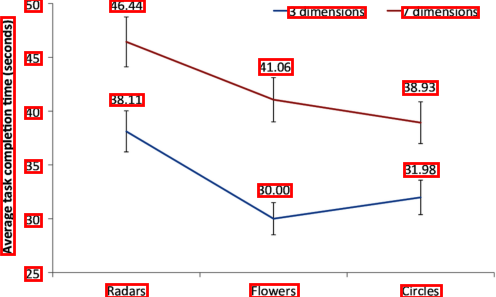 50
46.44
3 dimensions
7 dimensions
45
41.06
40
38.11
38.93
35
31.98
30
30.00
25
Average task completion time (seconds)
Radars
Flowers
Circles